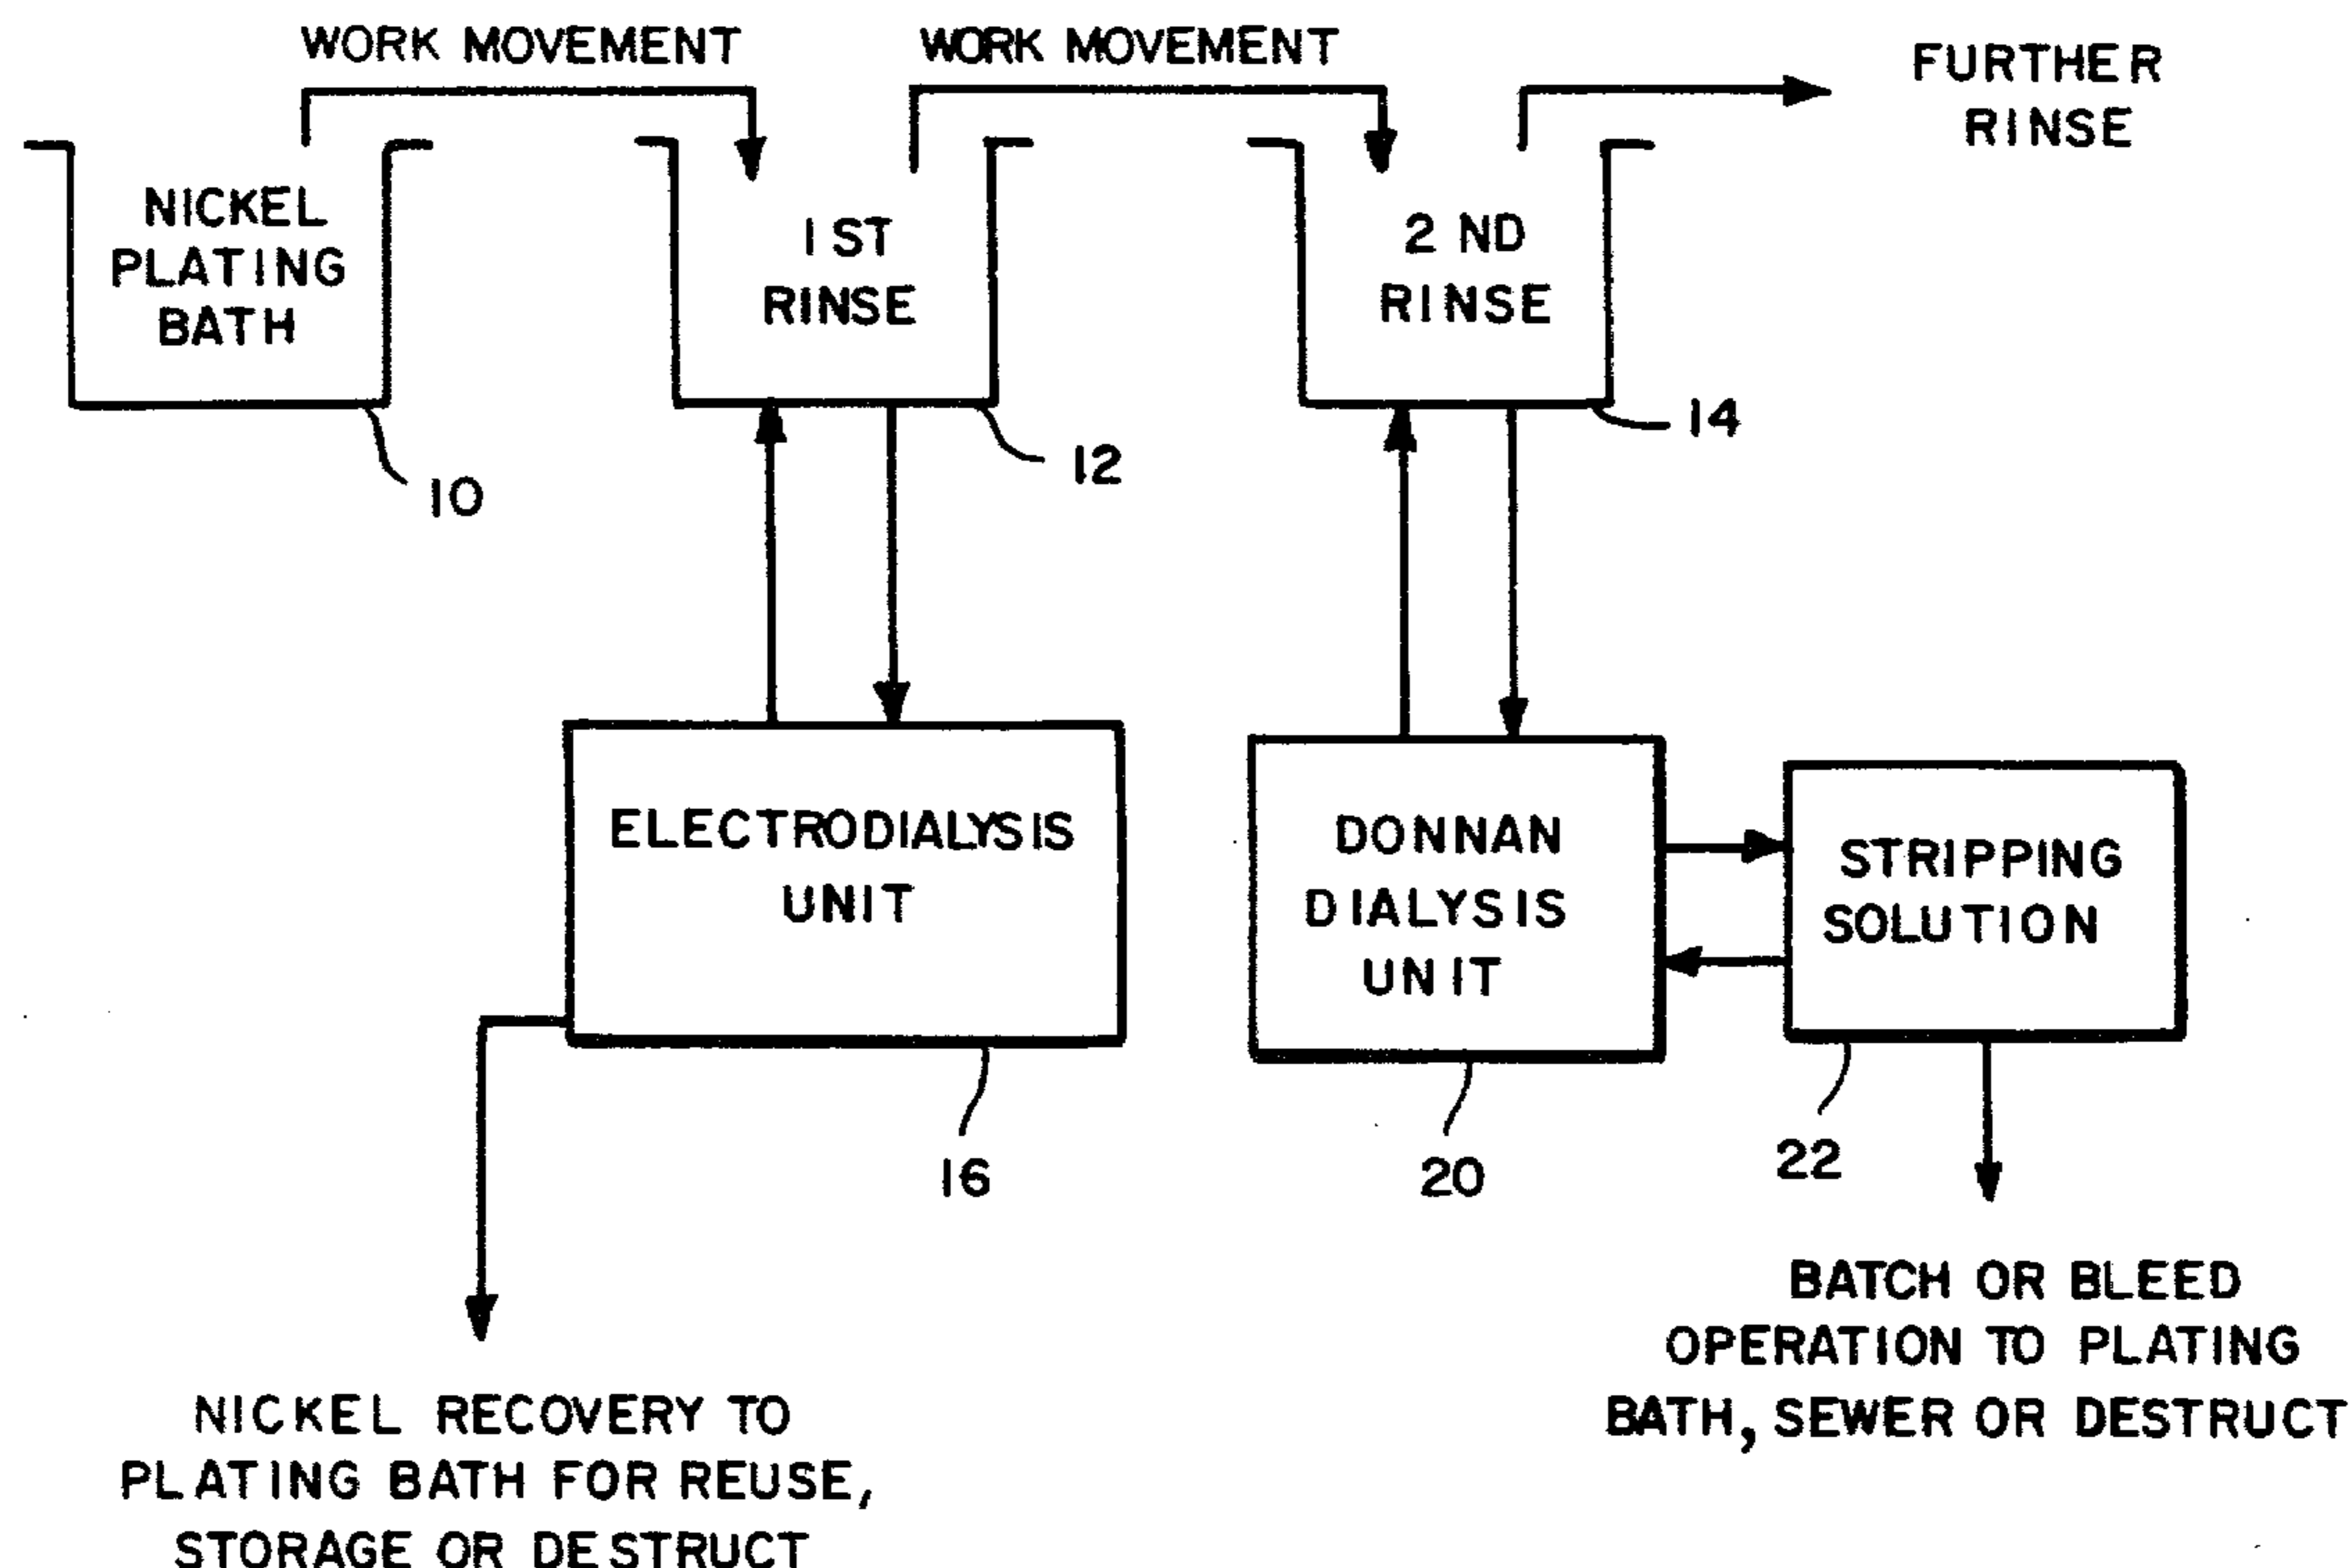 WORK MOVEMENT
WORK MOVEMENT
FURTHER
RINSE
NICKEL
PLATING
BATH
1 ST
RINSE
2 ND
RINSE
10
12
14
ELECTRODIALYSIS
UNIT
DONNAN
DIALYSIS
UNIT
STRIPPING
SOLUTION
16
20
22
NICKEL RECOVERY TO
PLATING BATH FOR REUSE,
STORAGE OR DESTRUCT
BATCH OR BLEED
OPERATION TO PLATING
BATH, SEWER OR DESTRUCT